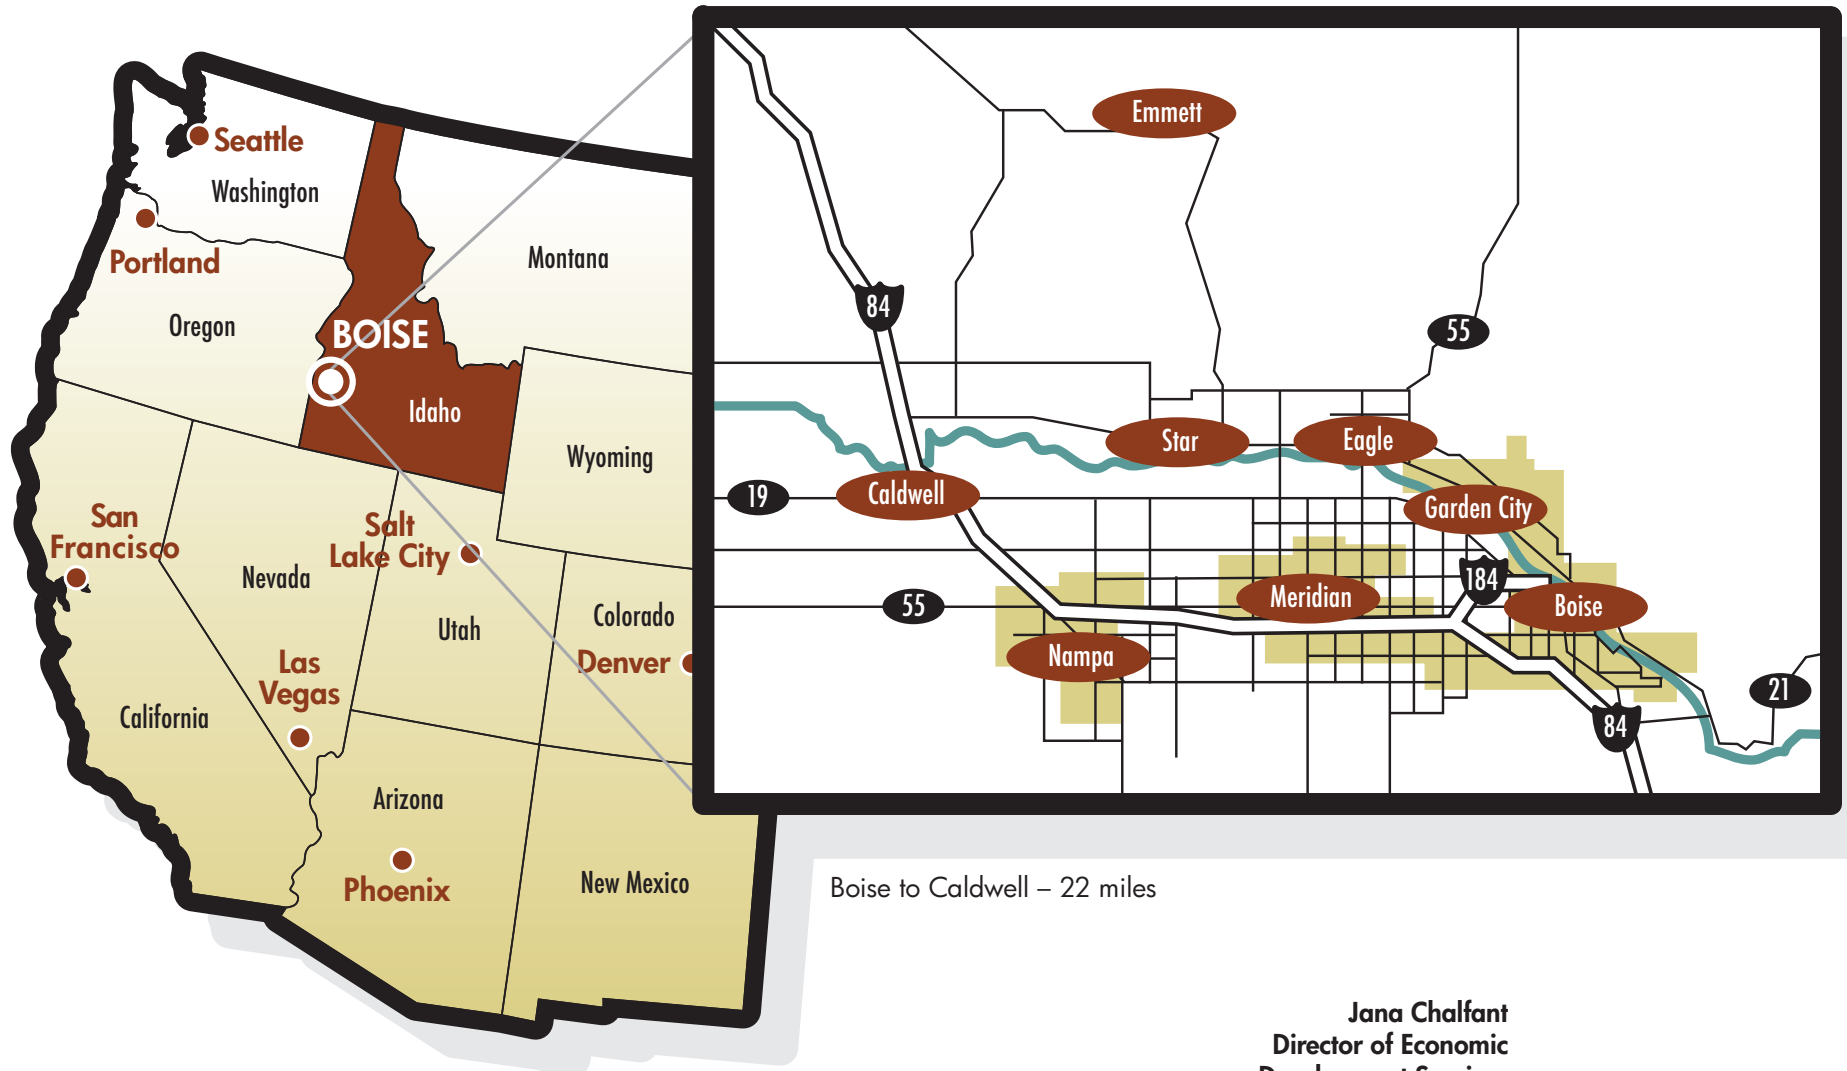 Seattle
Washington
Portland
Oregon
Montana
BOISE
Idaho
Wyoming
San
Francisco
Nevada
Salt
Lake City
Utah
Colorado
Denver
Las
Vegas
California
Arizona
Phoenix
New Mexico
Emmett
84
55
Star
Eagle
19
Caldwell
Garden City
184
55
Meridian
Boise
Nampa
21
84
Boise to Caldwell – 22 miles
Jana Chalfant
Director of Economic